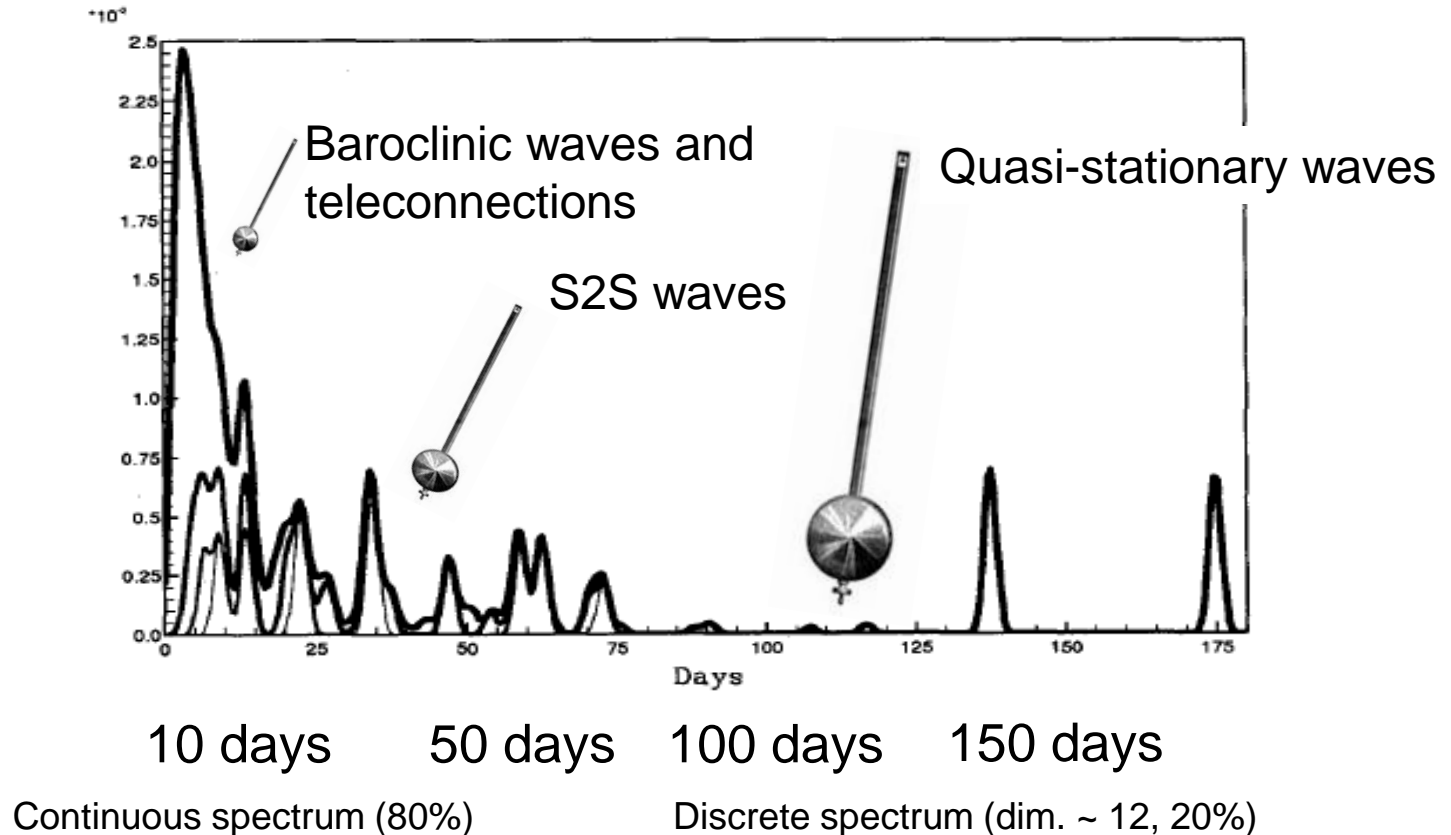 2.5
2.25
2.0
1.75
1.5
1.25
1.0
0.75
0.5
0.25
0.0
Baroclinic waves and
teleconnections
S2S waves
Quasi-stationary waves
0 25 50 75 100 125 150 175
Days
10 days 50 days 100 days 150 days
Continuous spectrum (80%) Discrete spectrum (dim. ~ 12, 20%)